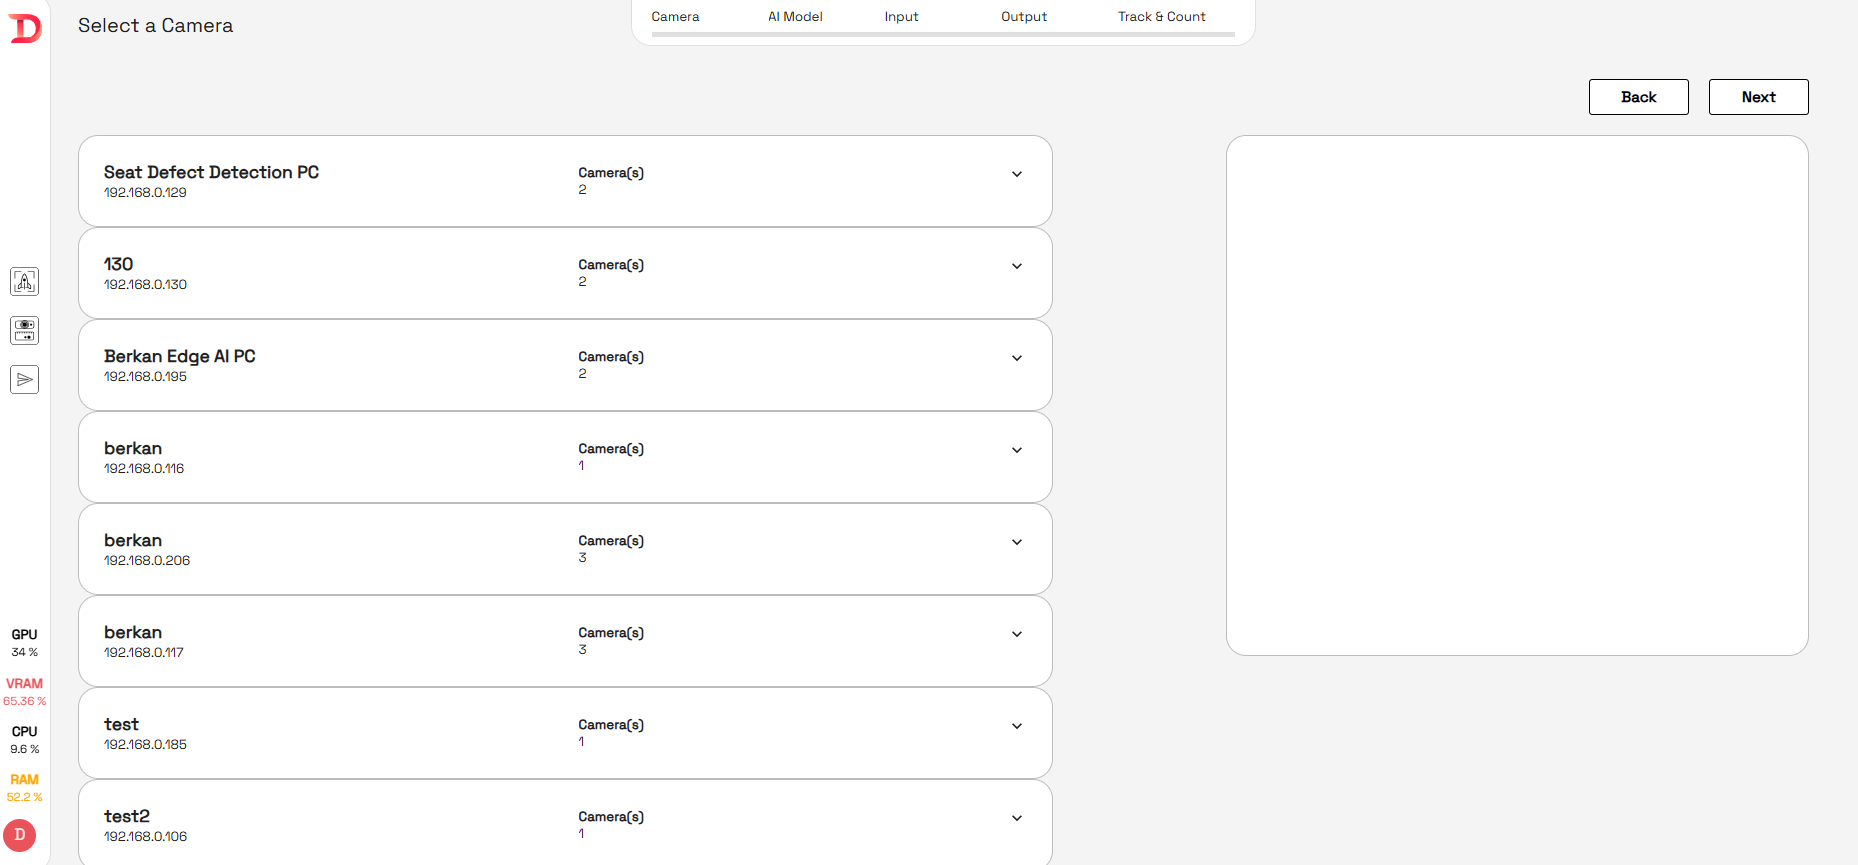 Select a Camera
Camera
AI Model
Input
Output
Track & Count
Back
Next
Seat Defect Detection PC
192.168.0.129
Camera(s)
2
130
192.168.0.130
Camera(s)
2
Berkan Edge AI PC
192.168.0.195
Camera(s)
2
berkan
192.168.0.116
Camera(s)
1
berkan
192.168.0.206
Camera(s)
3
berkan
192.168.0.117
Camera(s)
3
test
192.168.0.185
Camera(s)
1
test2
192.168.0.106
Camera(s)
1
GPU
34 %
VRAM
65.36 %
CPU
9.6 %
RAM
52.2 %
D